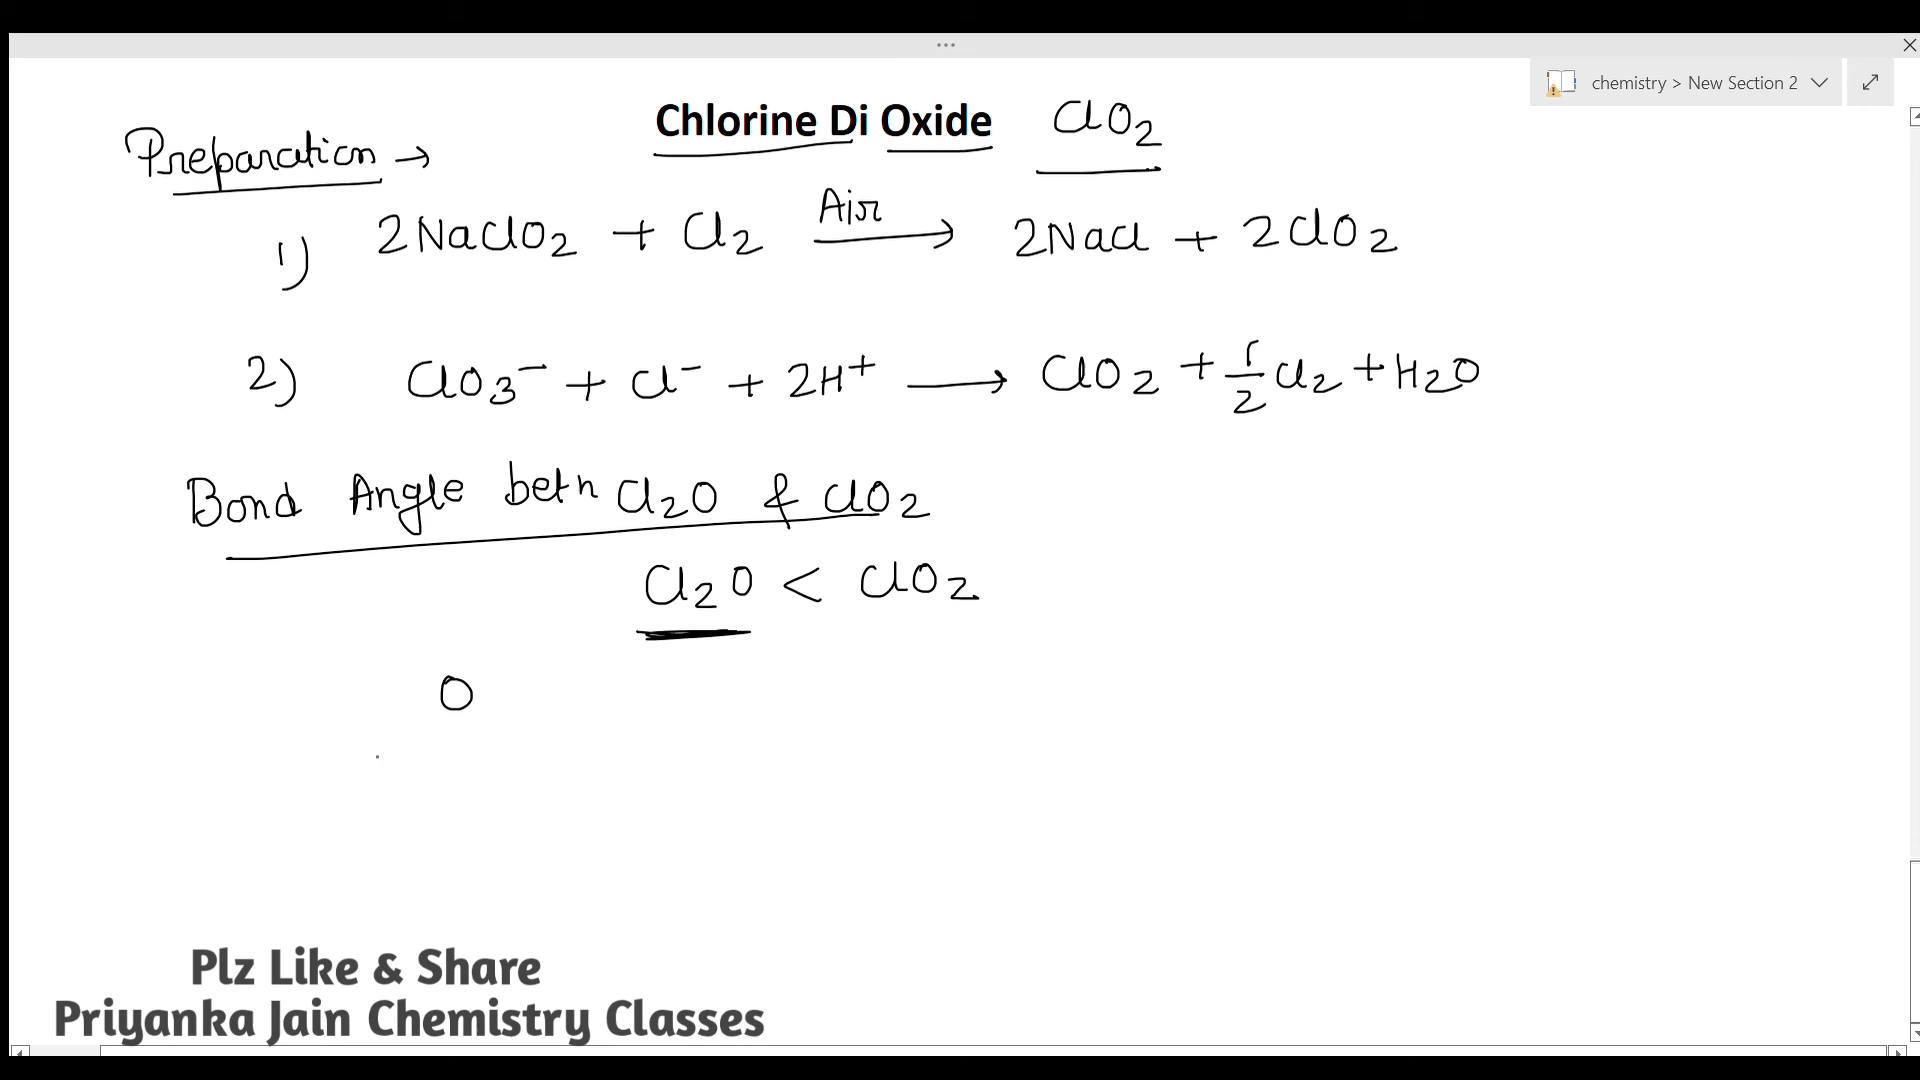 chemistry > New Section 2
Chlorine Di Oxide ClO2
Preparation →
Air
1) 2NaClO2 + Cl2 ⟶ 2NaCl + 2ClO2
2) ClO3⁻ + Cl⁻ + 2H⁺ ⟶ ClO2 + 1/2 Cl2 + H2O
Bond Angle betn Cl2O & ClO2
Cl2O < ClO2
O
Plz Like & Share
Priyanka Jain Chemistry Classes